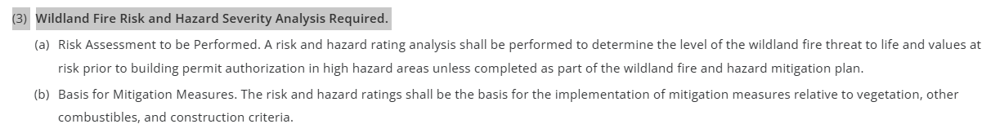 (3) Wildland Fire Risk and Hazard Severity Analysis Required.
(a) Risk Assessment to be Performed. A risk and hazard rating analysis shall be performed to determine the level of the wildland fire threat to life and values at
risk prior to building permit authorization in high hazard areas unless completed as part of the wildland fire and hazard mitigation plan.
(b) Basis for Mitigation Measures. The risk and hazard ratings shall be the basis for the implementation of mitigation measures relative to vegetation, other
combustibles, and construction criteria.